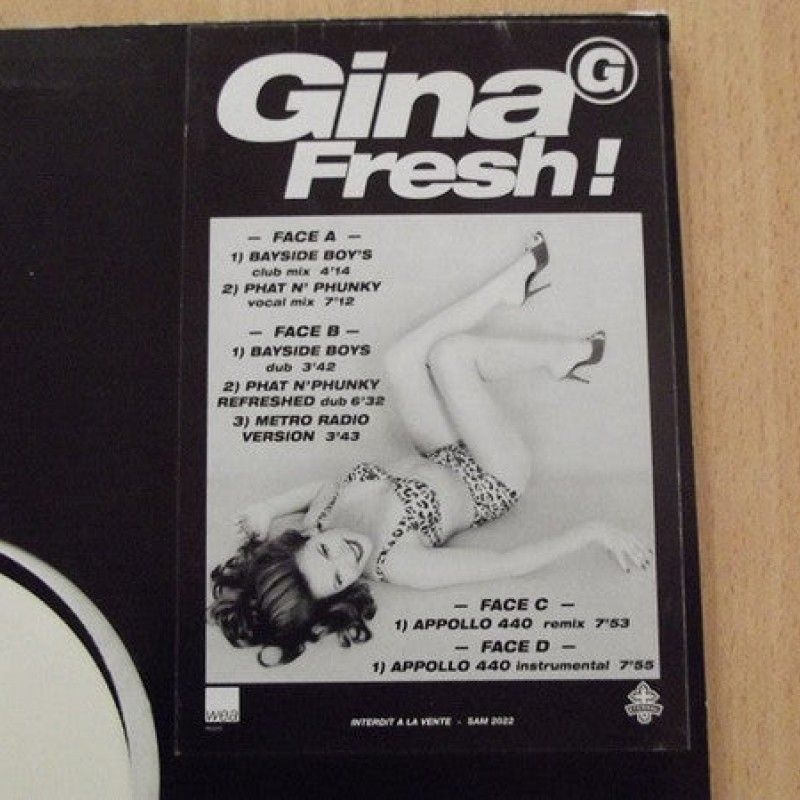 Gina G
Fresh!
- FACE A -
1) BAYSIDE BOY'S
club mix 4'14
2) PHAT N' PHUNKY
vocal mix 7'12
- FACE B -
1) BAYSIDE BOYS
dub 3'42
2) PHAT N'PHUNKY
REFRESHED dub 6'32
3) METRO RADIO
VERSION 3'43
- FACE C -
1) APPOLLO 440 remix 7'53
- FACE D -
1) APPOLLO 440 instrumental 7'55
wea
INTERDIT A LA VENTE - SAM 2022
ETERNAL